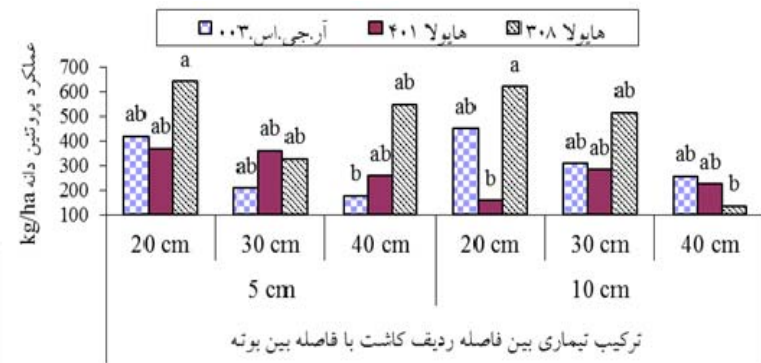 آر.جی.اس.۰۰۳ هایولا ۴۰۱ هایولا ۳۰۸
عملکرد پروتئین دانه kg/ha
700
600
500
400
300
200
100
ab ab a ab ab ab b ab ab ab b a ab ab ab ab ab b
20 cm 30 cm 40 cm 20 cm 30 cm 40 cm
5 cm 10 cm
ترکیب تیماری بین فاصله ردیف کاشت با فاصله بین بوته